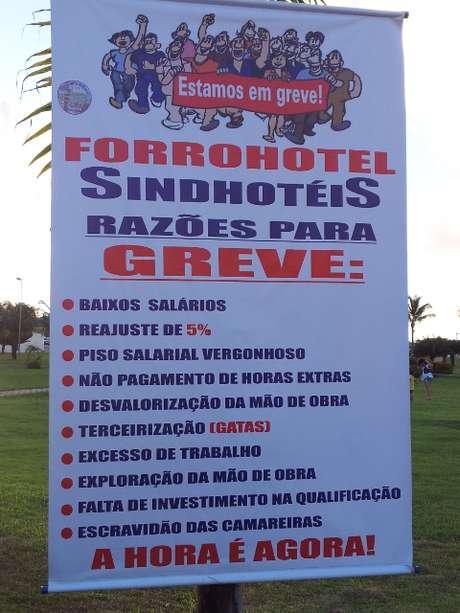 Estamos em greve!
FORROHOTEL
SINDHOTÉIS
RAZÕES PARA
GREVE:
BAIXOS SALÁRIOS
REAJUSTE DE 5%
PISO SALARIAL VERGONHOSO
NÃO PAGAMENTO DE HORAS EXTRAS
DESVALORIZAÇÃO DA MÃO DE OBRA
TERCEIRIZAÇÃO (GATAS)
EXCESSO DE TRABALHO
EXPLORAÇÃO DA MÃO DE OBRA
FALTA DE INVESTIMENTO NA QUALIFICAÇÃO
ESCRAVIDÃO DAS CAMAREIRAS
A HORA É AGORA!